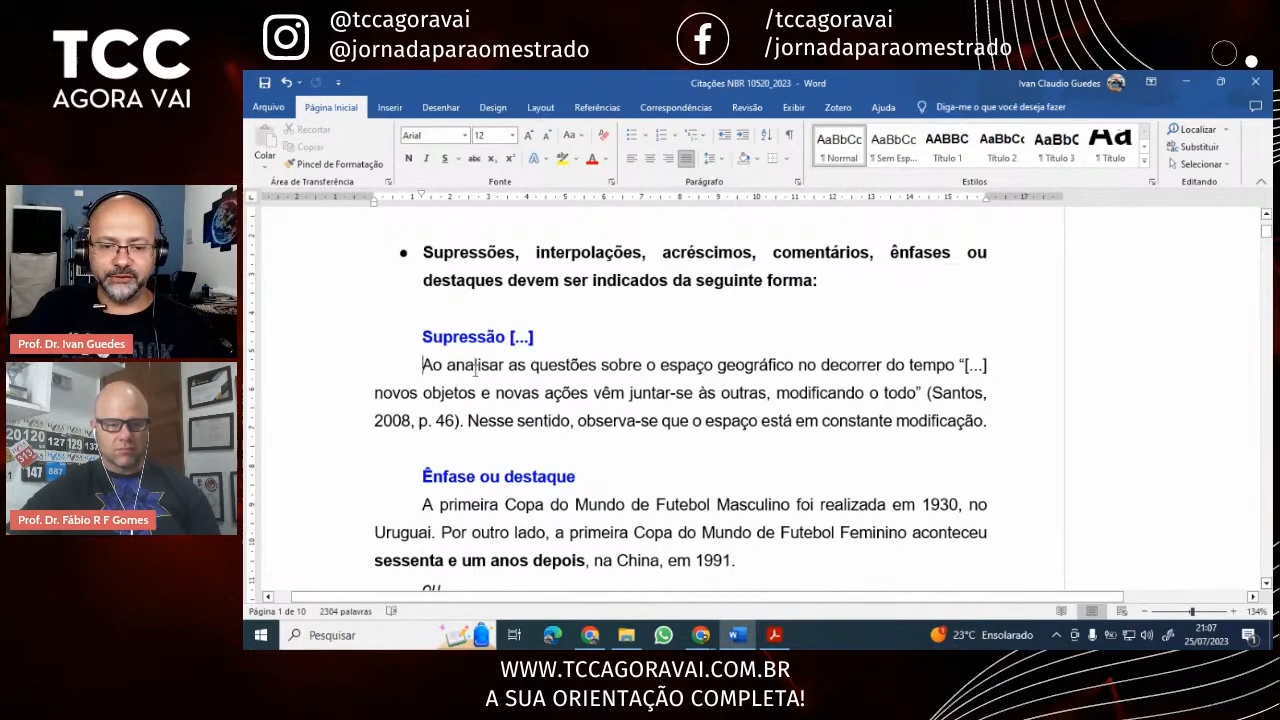 TCC
AGORA VAI
@tccagoravai
@jornadaparaomestrado
/tccagoravai
/jornadaparaomestrado
Citações NBR 10520_2023 - Word
Ivan Claudio Guedes
Arquivo Página Inicial Inserir Desenhar Design Layout Referências Correspondências Revisão Exibir Zotero Ajuda Diga-me o que você deseja fazer
Colar
Recortar
Copiar
Pincel de Formatação
Área de Transferência
Arial 12
Fonte
Parágrafo
AaBbCc AaBbCc AABBC AaBbCc AaBbC AaB
¶ Normal ¶ Sem Esp... Título 1 Título 2 ¶ Título 3 ¶ Título
Estilos
Localizar
Substituir
Selecionar
Editando
• Supressões, interpolações, acréscimos, comentários, ênfases ou
destaques devem ser indicados da seguinte forma:
Supressão [...]
Ao analisar as questões sobre o espaço geográfico no decorrer do tempo “[...]
novos objetos e novas ações vêm juntar-se às outras, modificando o todo” (Santos,
2008, p. 46). Nesse sentido, observa-se que o espaço está em constante modificação.
Ênfase ou destaque
A primeira Copa do Mundo de Futebol Masculino foi realizada em 1930, no
Uruguai. Por outro lado, a primeira Copa do Mundo de Futebol Feminino aconteceu
sessenta e um anos depois, na China, em 1991.
ou
Página 1 de 10 2304 palavras
134%
Pesquisar
23°C Ensolarado
21:07
25/07/2023
Prof. Dr. Ivan Guedes
Prof. Dr. Fábio R F Gomes
WWW.TCCAGORAVAI.COM.BR
A SUA ORIENTAÇÃO COMPLETA!